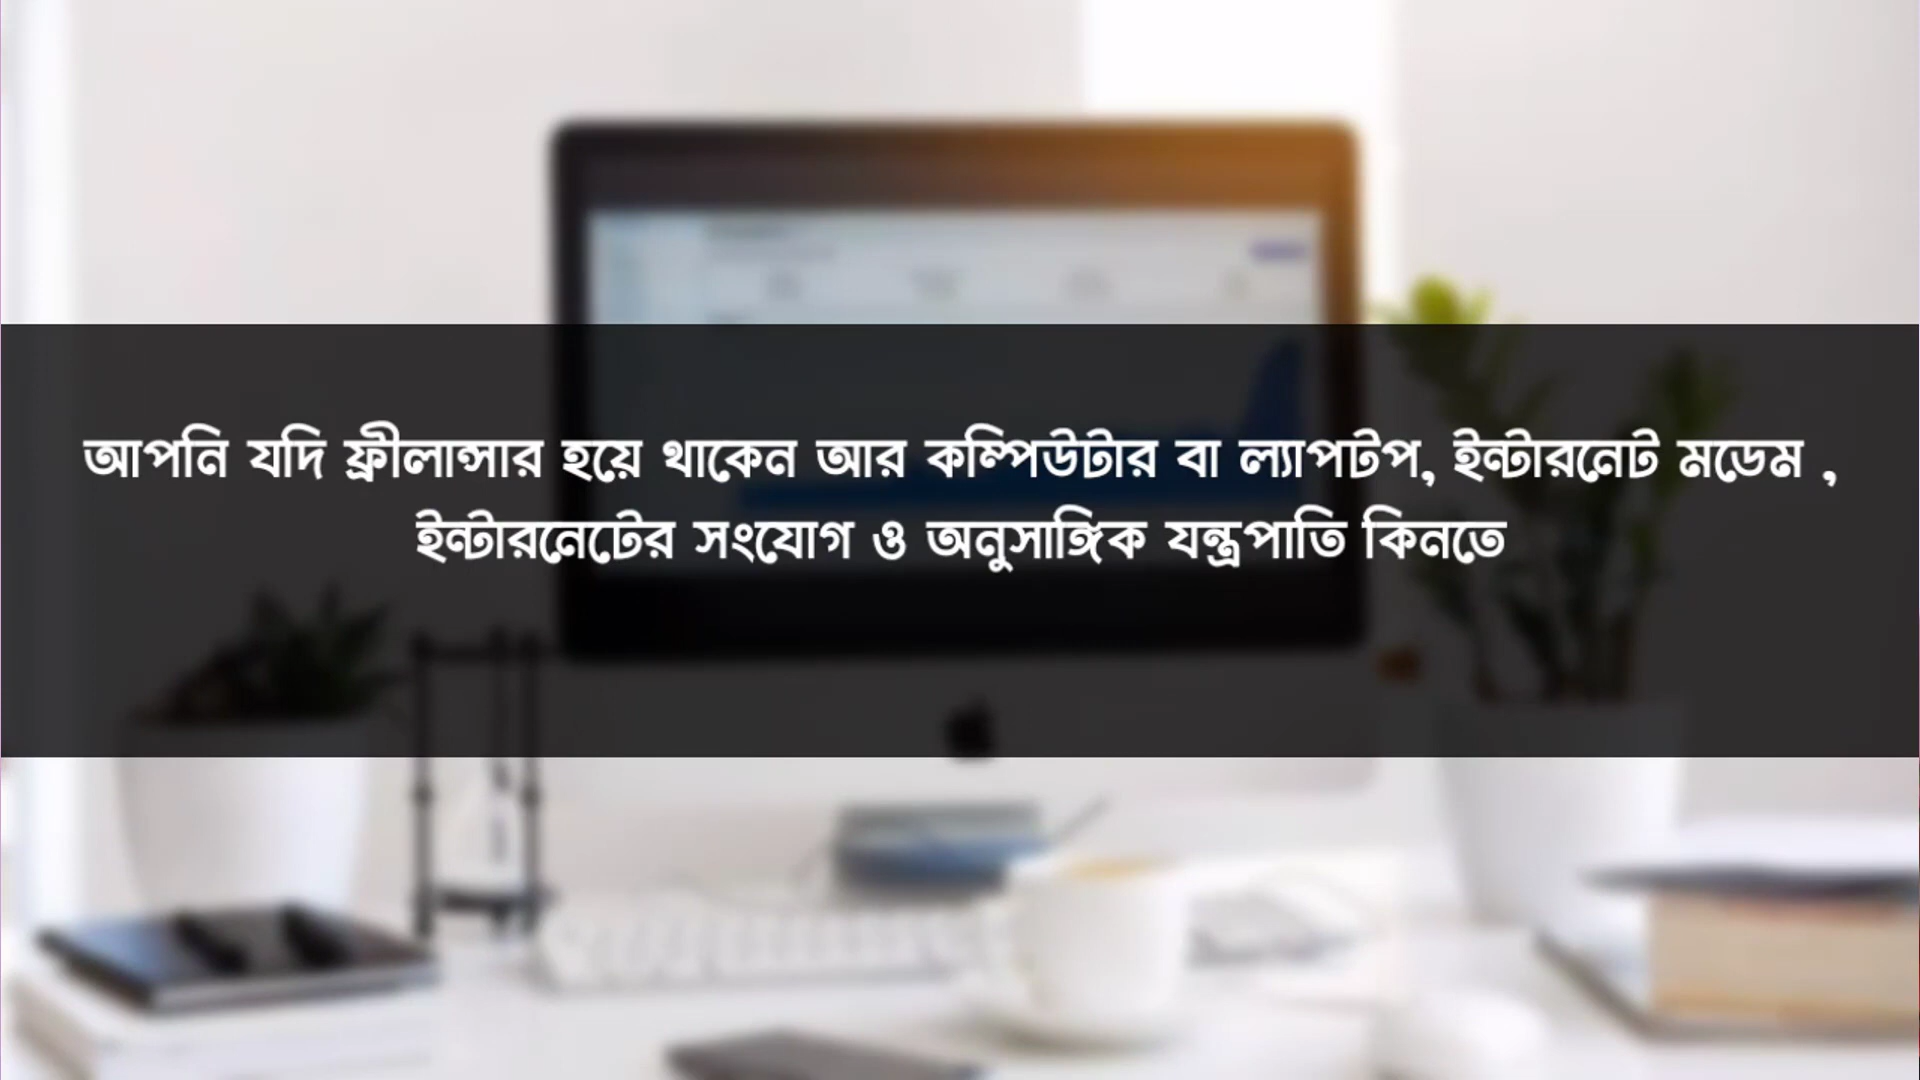 আপনি যদি ফ্রীলান্সার হয়ে থাকেন আর কম্পিউটার বা ল্যাপটপ, ইন্টারনেট মডেম ,
ইন্টারনেটের সংযোগ ও অনুসাঙ্গিক যন্ত্রপাতি কিনতে